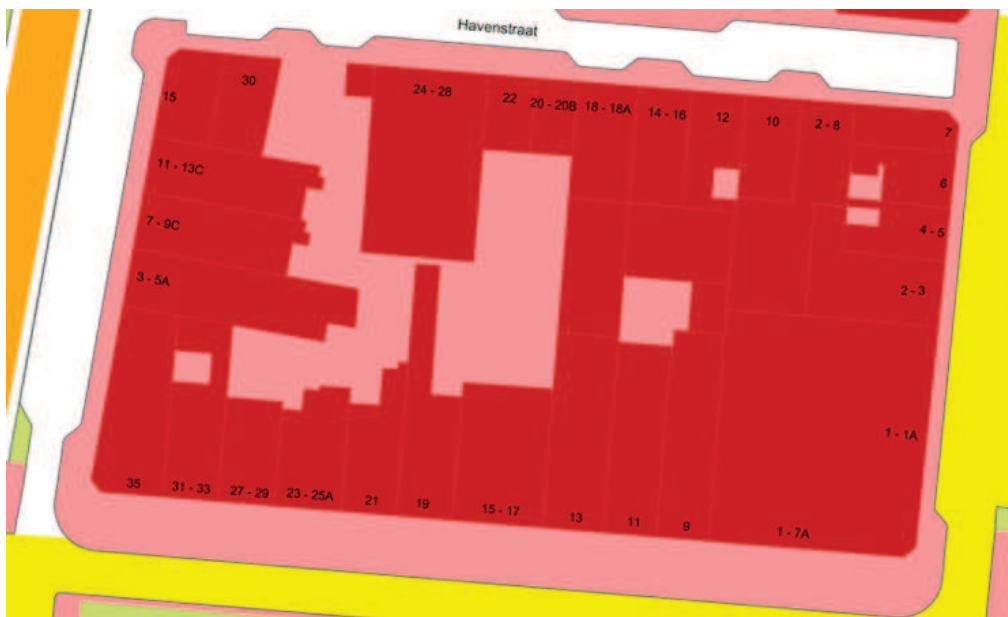 Havenstraat
30
24 - 28
22
20 - 20B
18 - 18A
14 - 16
12
10
2 - 8
7
15
11 - 13C
6
7 - 9C
4 - 5
3 - 5A
2 - 3
1 - 1A
35
31 - 33
27 - 29
23 - 25A
21
19
15 - 17
13
11
9
1 - 7A